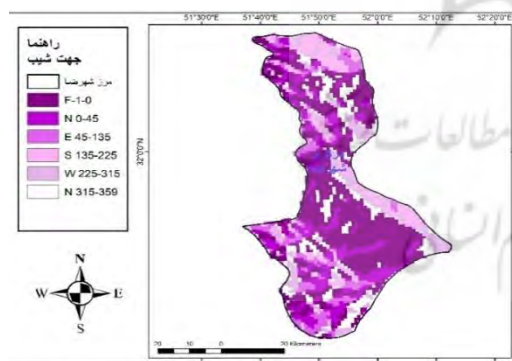 51°30'0"E 51°40'0"E 51°50'0"E 52°0'0"E 52°10'0"E 52°20'0"E
راهنما
جهت شیب
مرز شهرضا
F-1-0
N 0-45
E 45-135
S 135-225
W 225-315
N 315-359
32°0'0"N
مطالعات
N
W E
S
20 10 0 20 Kilometers